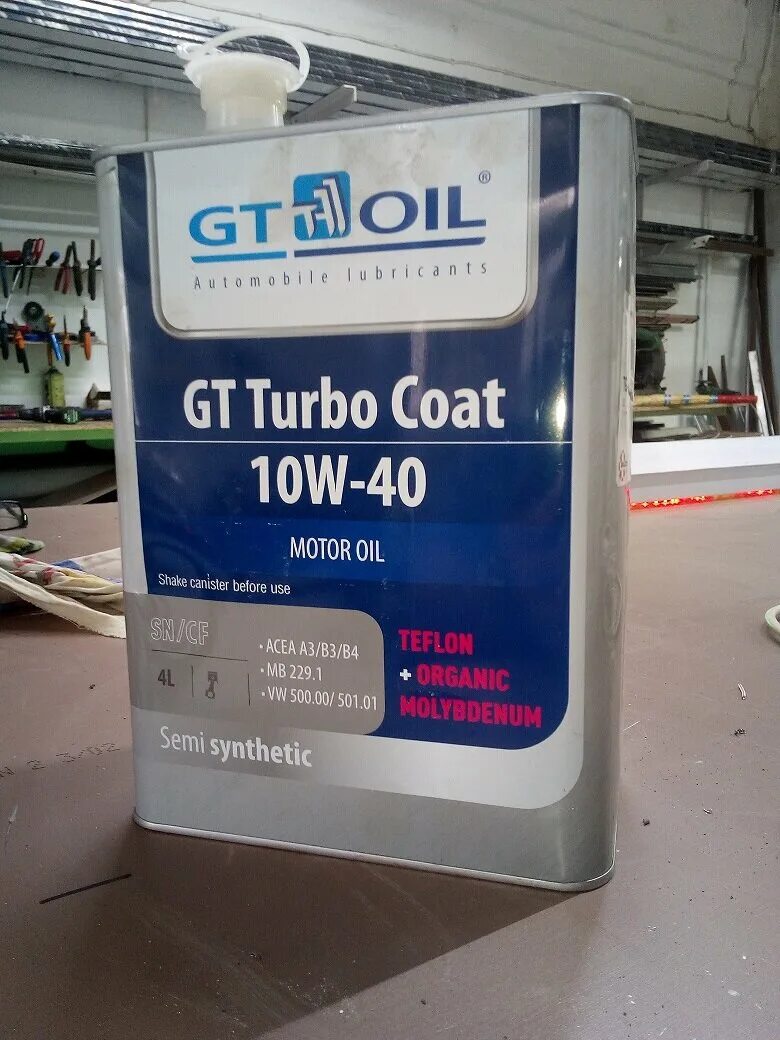 GT OIL®
Automobile lubricants
GT Turbo Coat
10W-40
MOTOR OIL
Shake canister before use
SN/CF
4L
• ACEA A3/B3/B4
• MB 229.1
• VW 500.00/ 501.01
TEFLON
+ ORGANIC
MOLYBDENUM
Semi synthetic